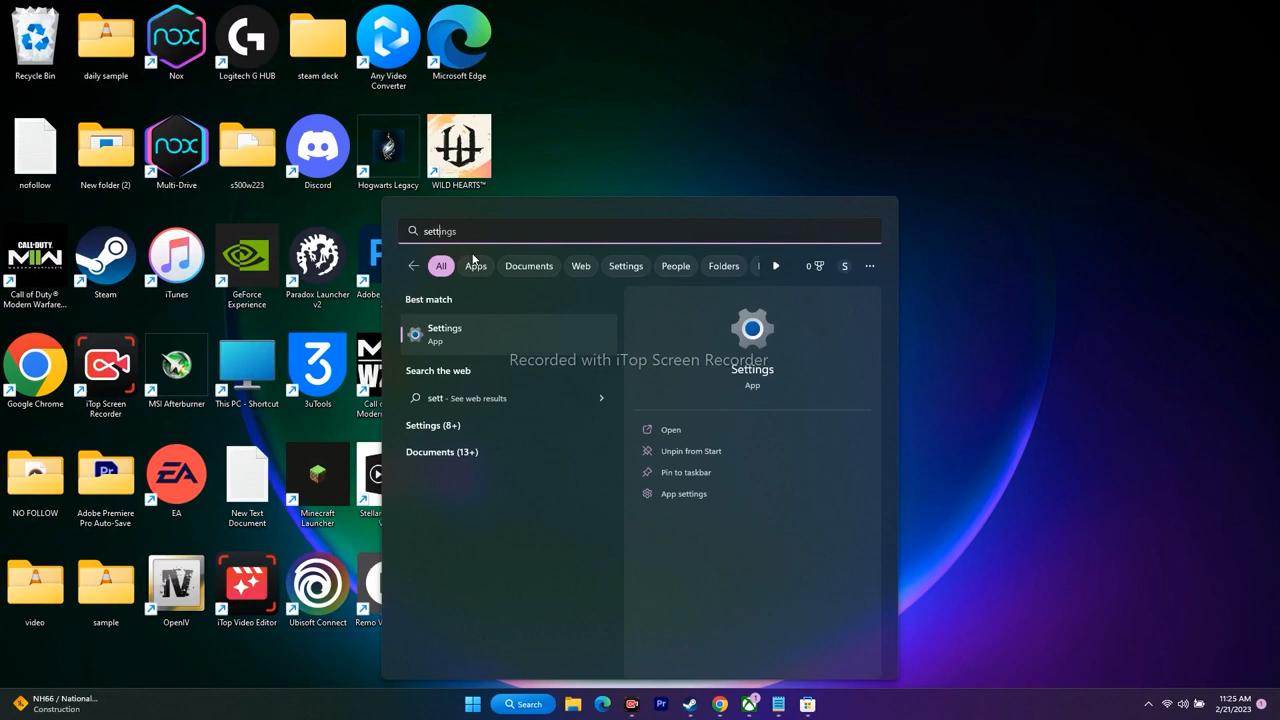 Recycle Bin
daily sample
Nox
Logitech G HUB
steam deck
Any Video
Converter
Microsoft Edge
nofollow
New folder (2)
Multi-Drive
s500w223
Discord
Hogwarts Legacy
WILD HEARTS™
Call of Duty®
Modern Warfare...
Steam
iTunes
GeForce
Experience
Paradox Launcher
v2
Adobe
Google Chrome
iTop Screen
Recorder
MSI Afterburner
This PC - Shortcut
3uTools
Call o
Modern
NO FOLLOW
Adobe Premiere
Pro Auto-Save
EA
New Text
Document
Minecraft
Launcher
Stella
video
sample
OpenIV
iTop Video Editor
Ubisoft Connect
Remo V
settings
All
Apps
Documents
Web
Settings
People
Folders
0
S
Best match
Settings
App
Search the web
sett - See web results
Settings (8+)
Documents (13+)
Recorded with iTop Screen Recorder
Settings
App
Open
Unpin from Start
Pin to taskbar
App settings
NH66 / National...
Construction
Search
11:25 AM
2/21/2023